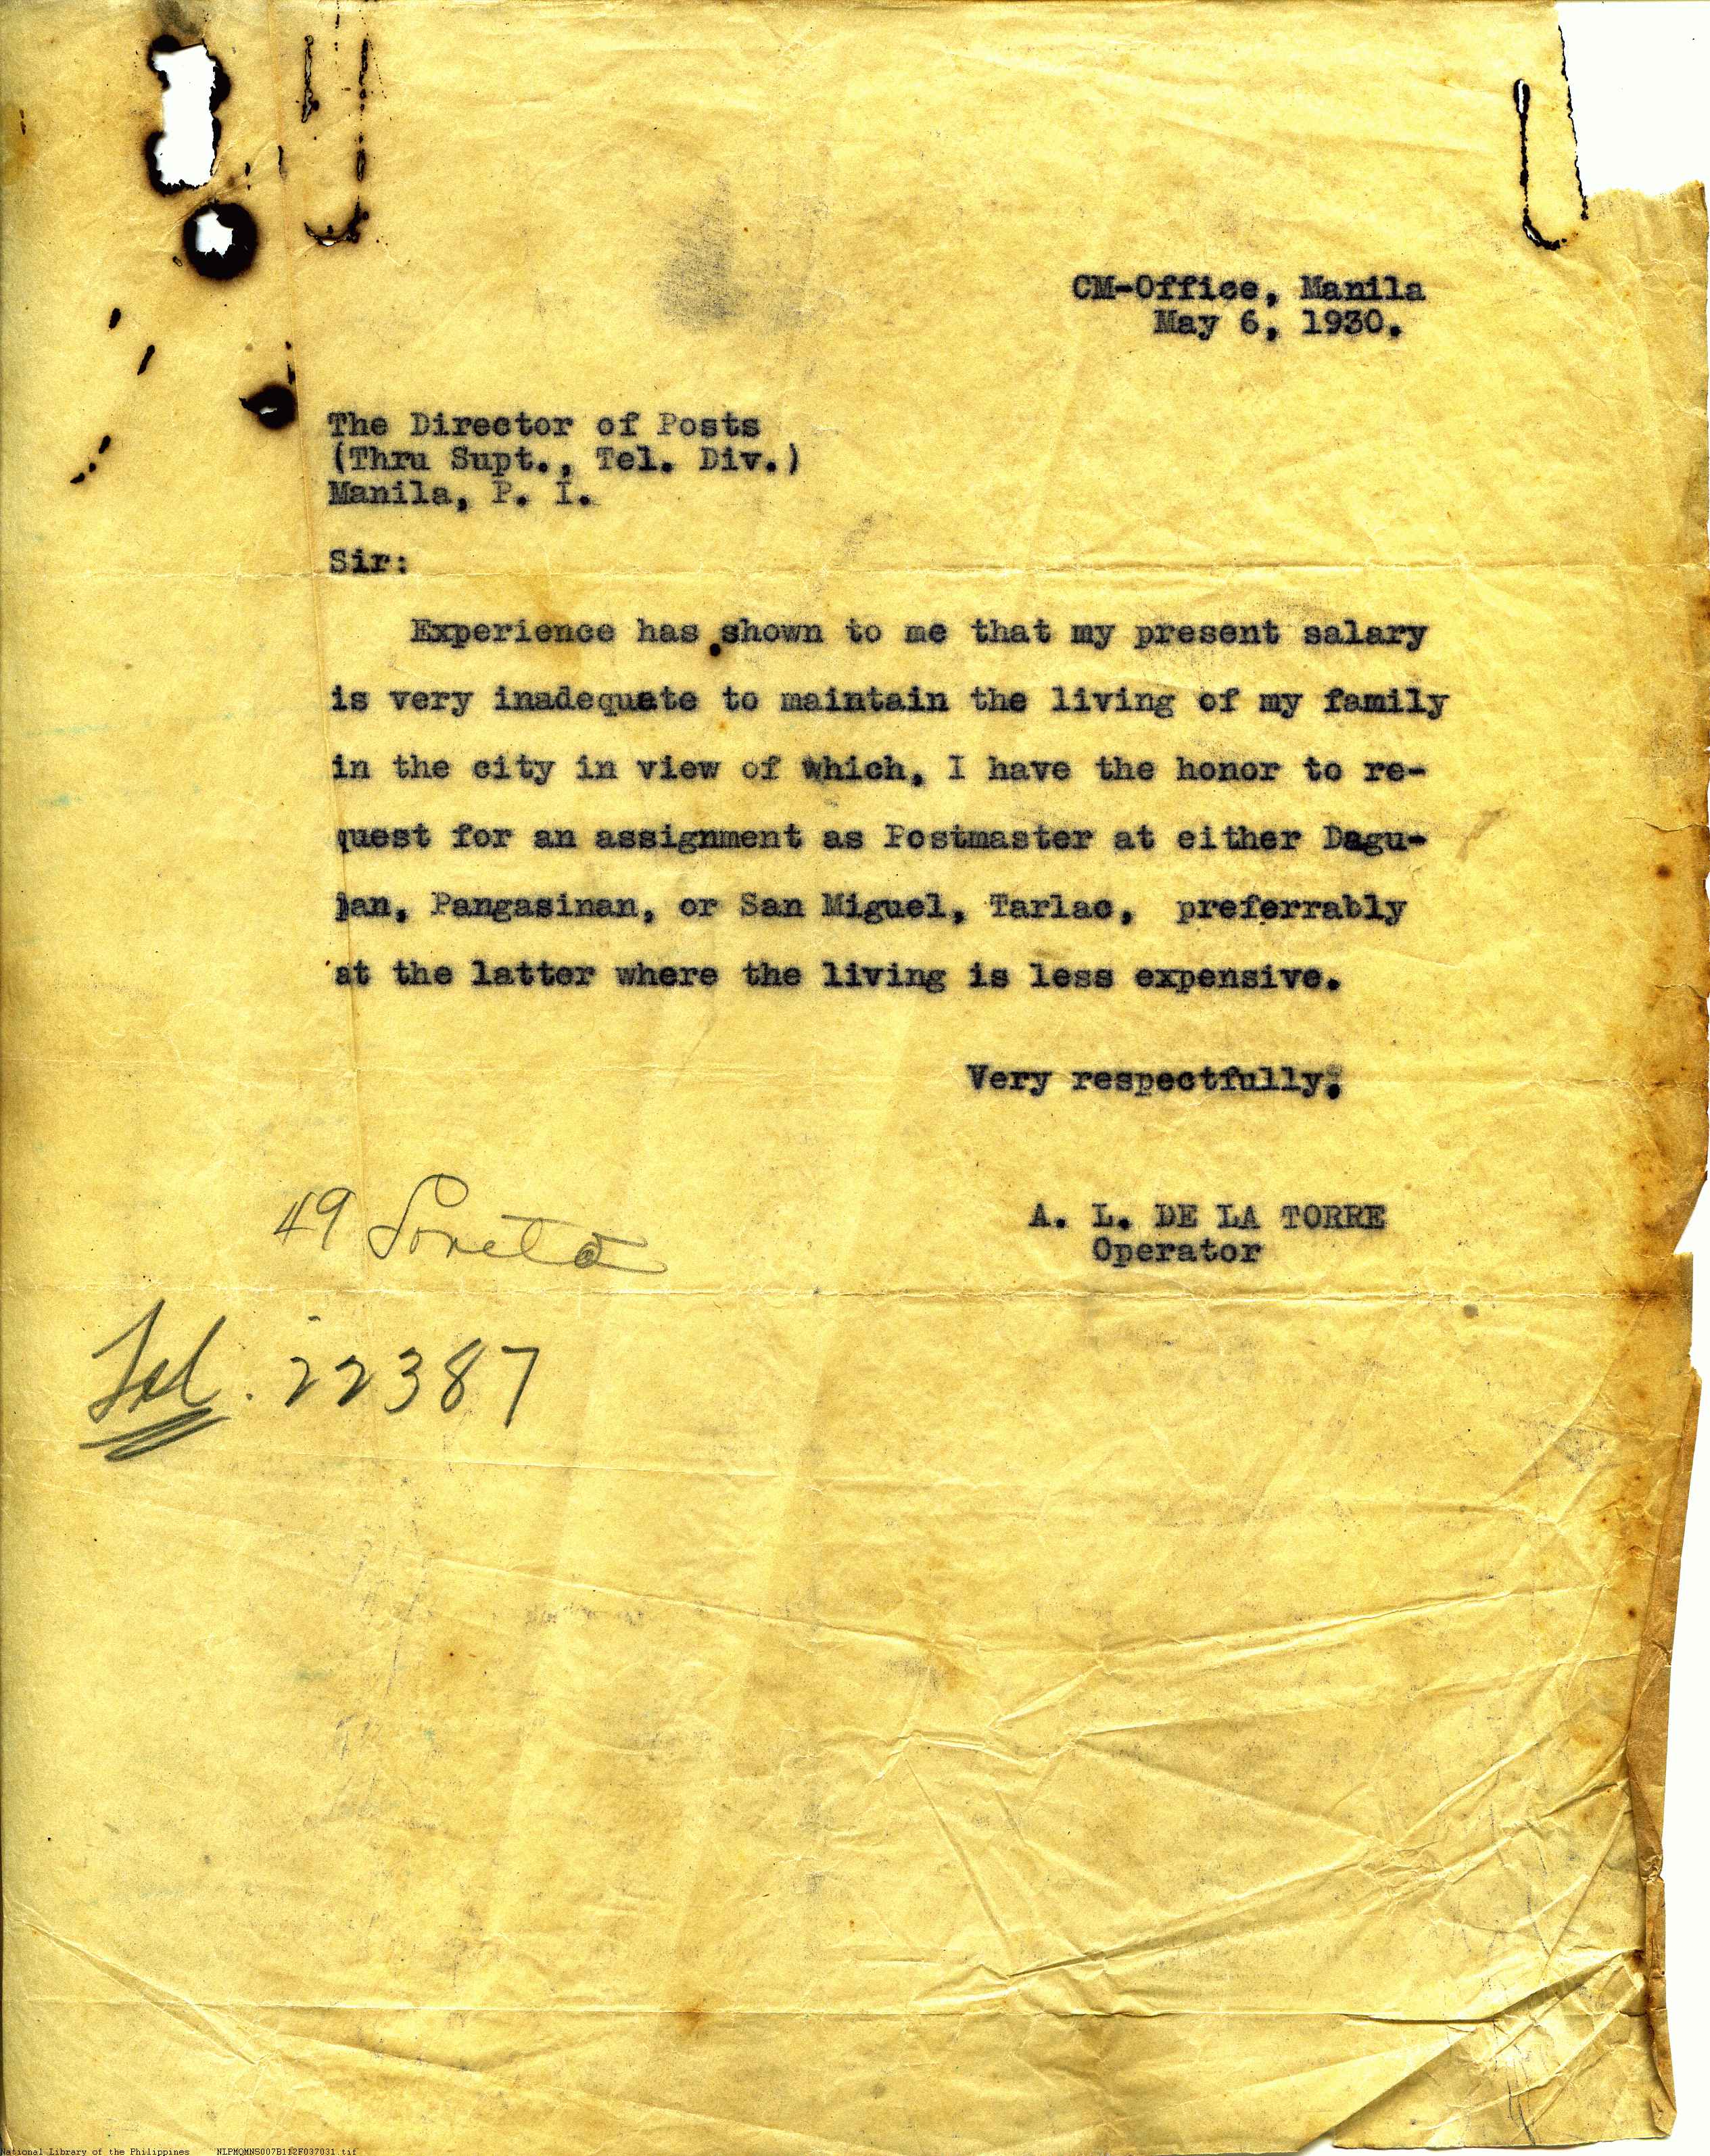 CM-Office, Manila
May 6, 1930.
The Director of Posts
(Thru Supt., Tel. Div.)
Manila, P. I.
Sir:
Experience has shown to me that my present salary
is very inadequate to maintain the living of my family
in the city in view of which, I have the honor to re-
quest for an assignment as Postmaster at either Dagu-
pan, Pangasinan, or San Miguel, Tarlac, preferrably
at the latter where the living is less expensive.
Very respectfully,
A. L. DE LA TORRE
Operator
49 Loreto
Tel. 22387
National Library of the Philippines NLPMQMNS007B112F037031.tif